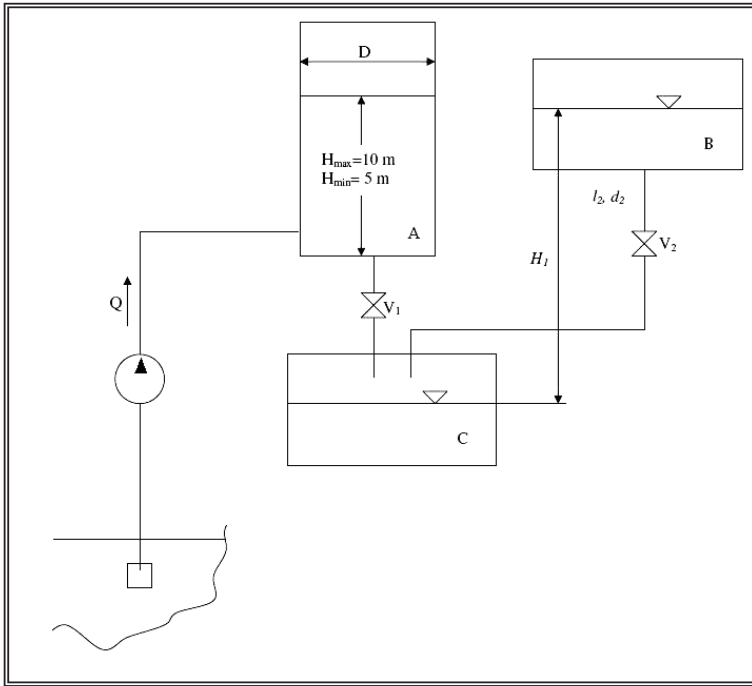 D
H₁
Hmax=10 m
Hmin= 5 m
A
B
l₂, d₂
V₂
V₁
Q
C